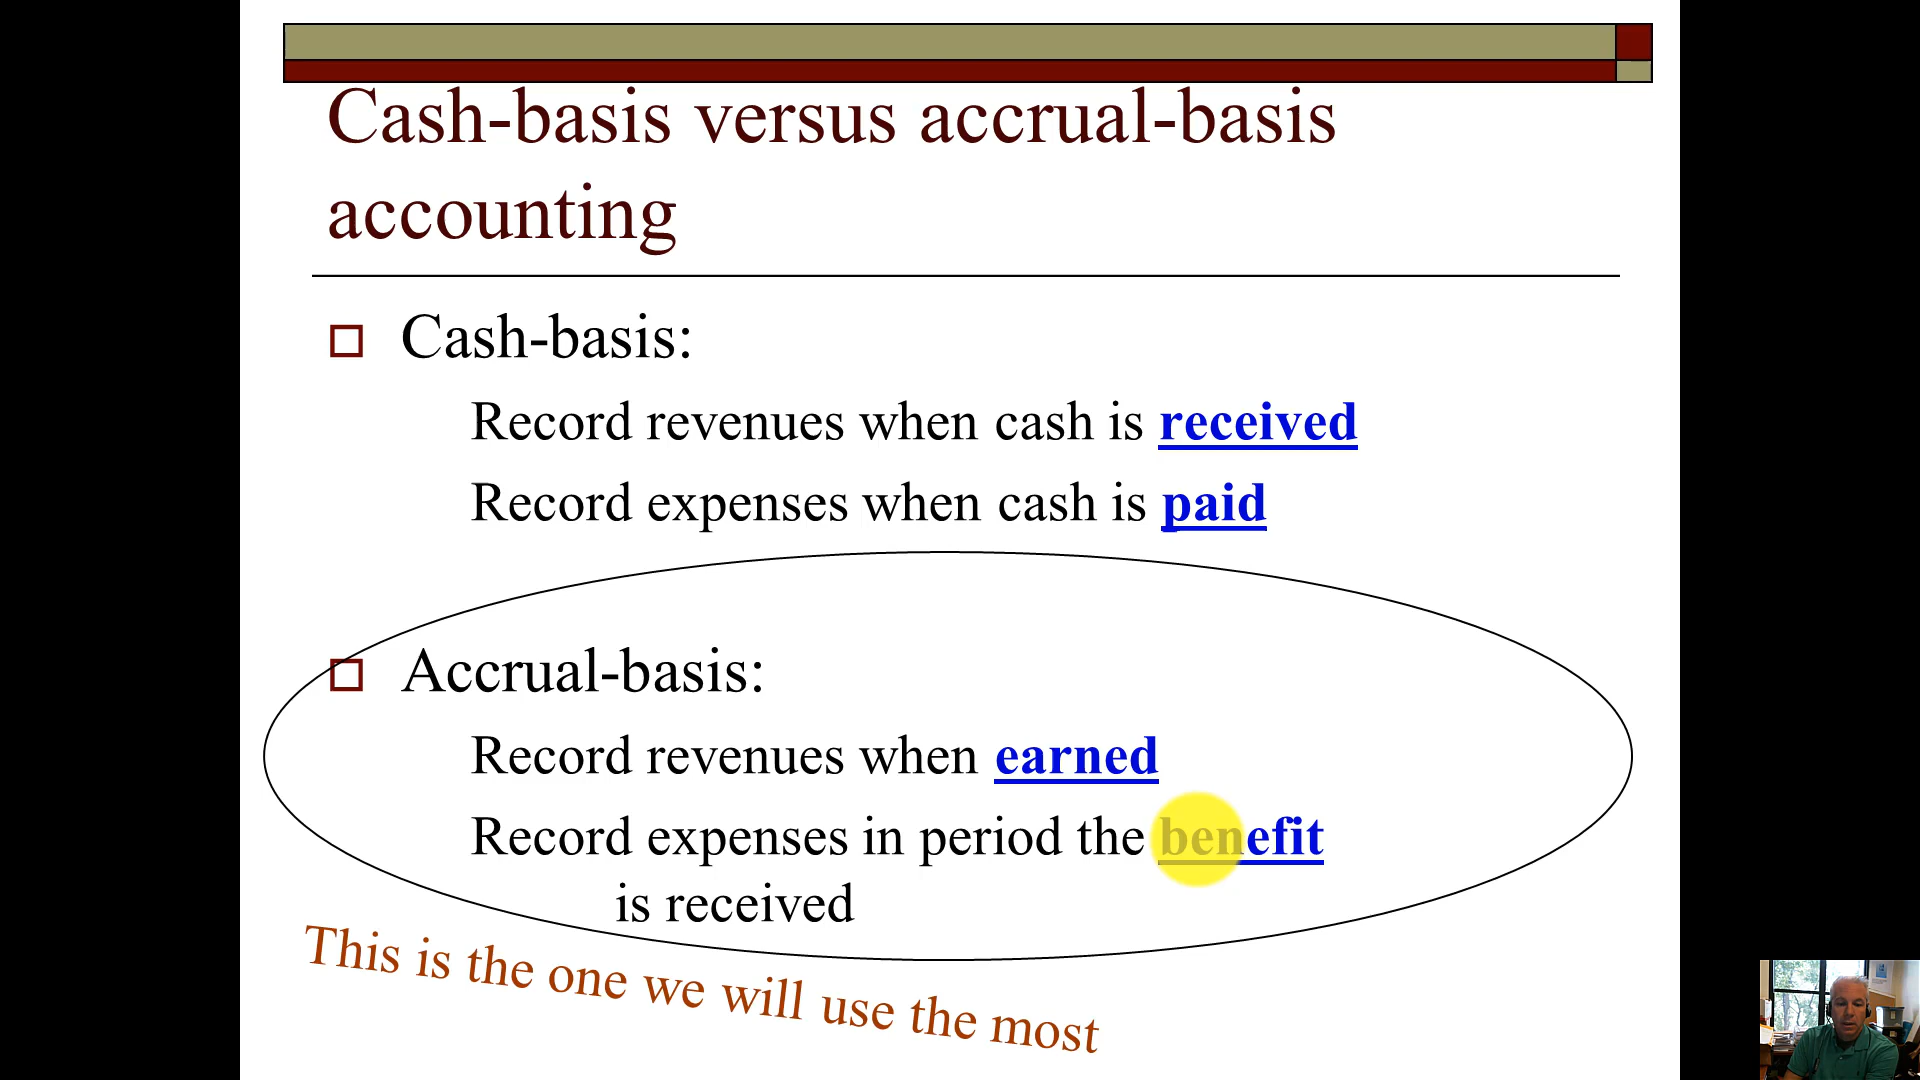 Cash-basis versus accrual-basis
accounting
Cash-basis:
Record revenues when cash is received
Record expenses when cash is paid
Accrual-basis:
Record revenues when earned
Record expenses in period the benefit
is received
This is the one we will use the most